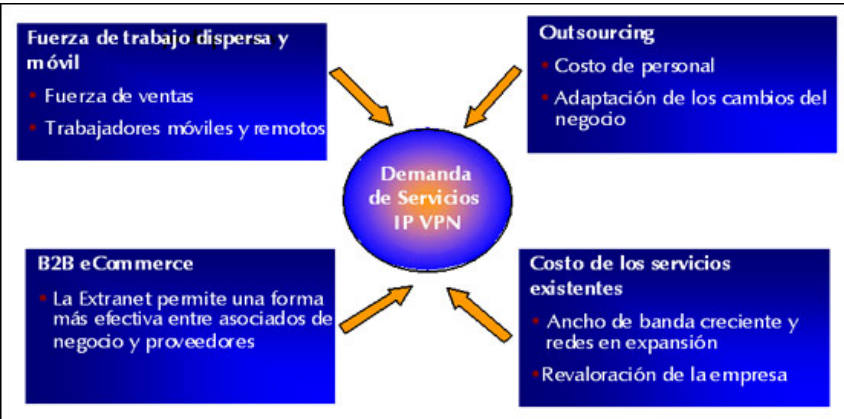 Fuerza de trabajo dispersa y
móvil
• Fuerza de ventas
• Trabajadores móviles y remotos
Outsourcing
• Costo de personal
• Adaptación de los cambios del
negocio
Demanda
de Servicios
IP VPN
B2B eCommerce
• La Extranet permite una forma
más efectiva entre asociados de
negocio y proveedores
Costo de los servicios
existentes
• Ancho de banda creciente y
redes en expansión
• Revaloración de la empresa